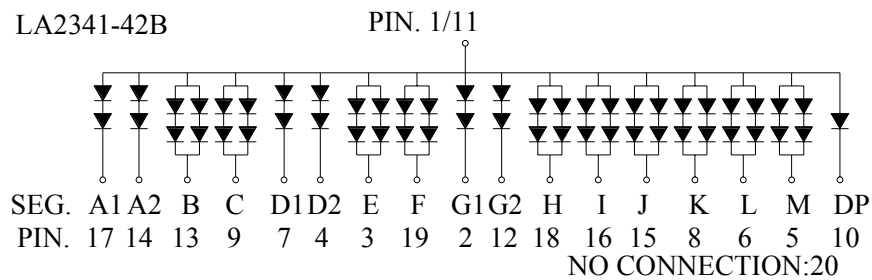 LA2341-42B PIN. 1/11
SEG. A1 A2 B C D1 D2 E F G1 G2 H I J K L M DP
PIN. 17 14 13 9 7 4 3 19 2 12 18 16 15 8 6 5 10
NO CONNECTION:20